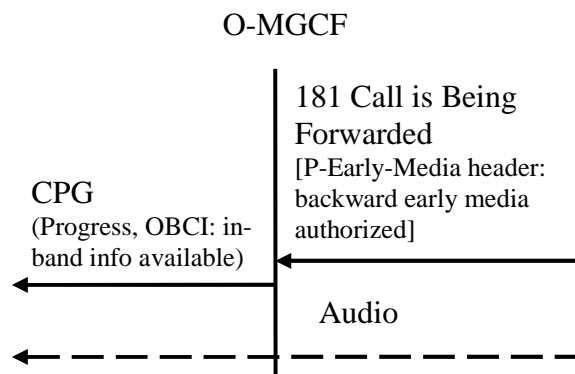 O-MGCF
181 Call is Being
Forwarded
[P-Early-Media header:
backward early media
authorized]
CPG
(Progress, OBCI: in-
band info available)
Audio